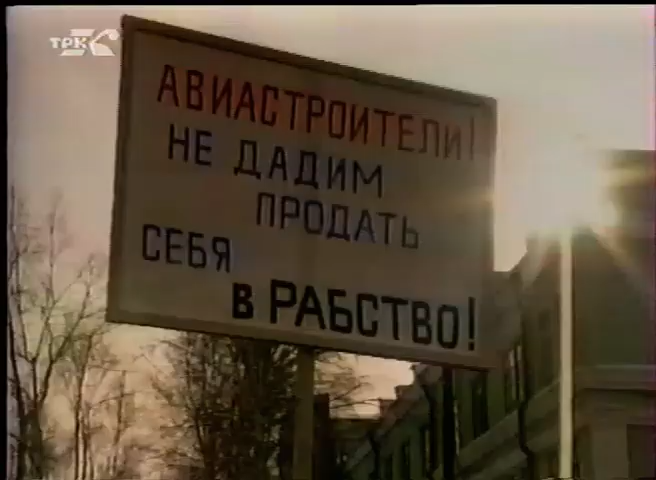 ТРК
АВИАСТРОИТЕЛИ!
НЕ ДАДИМ
ПРОДАТЬ
СЕБЯ
в РАБСТВО!